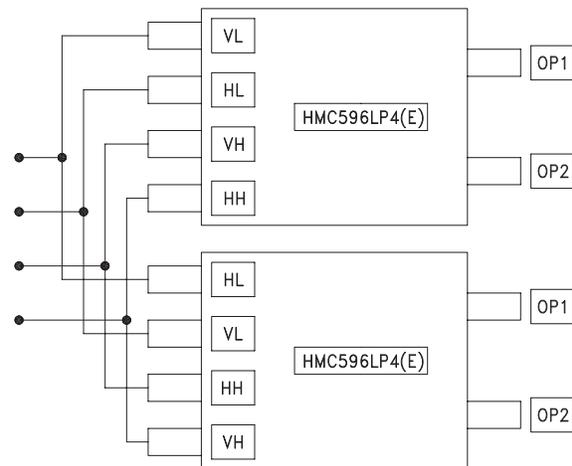 VL
OP1
HL
HMC596LP4(E)
VH
OP2
HH
HL
OP1
VL
HMC596LP4(E)
HH
OP2
VH